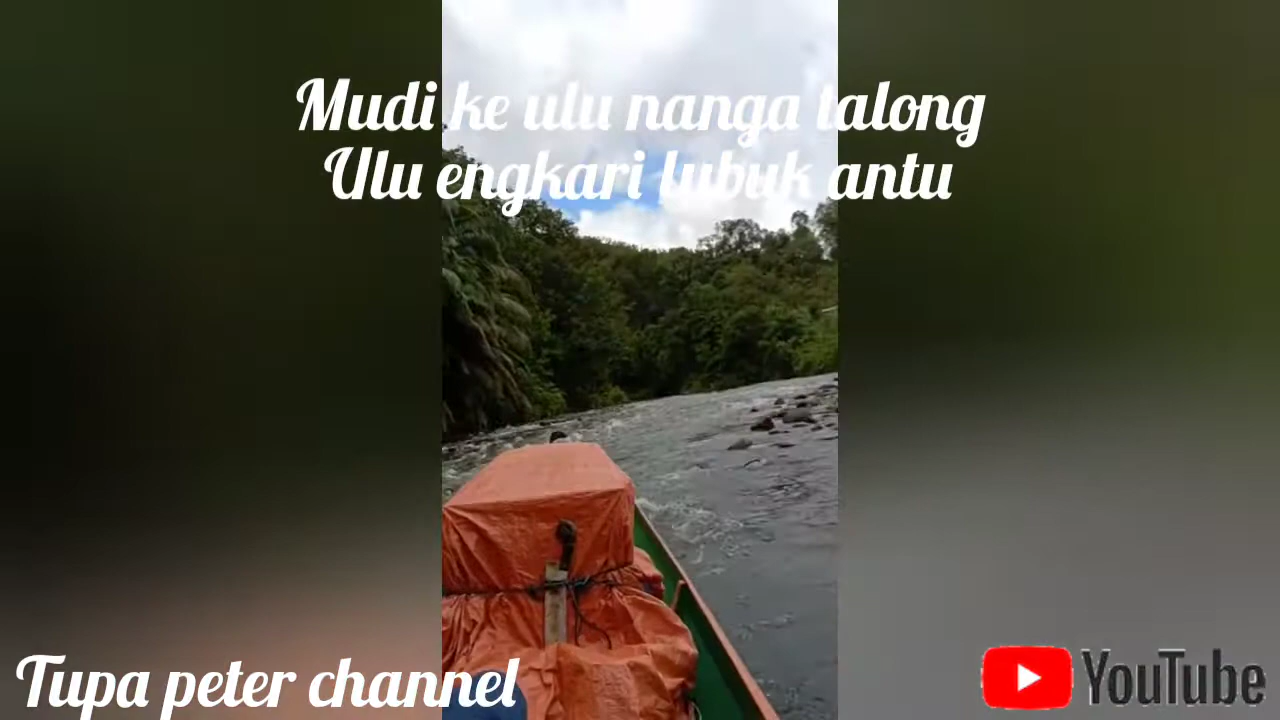 Mudi ke ulu nanga talong
Ulu engkari lubuk antu
Tupa peter channel
YouTube